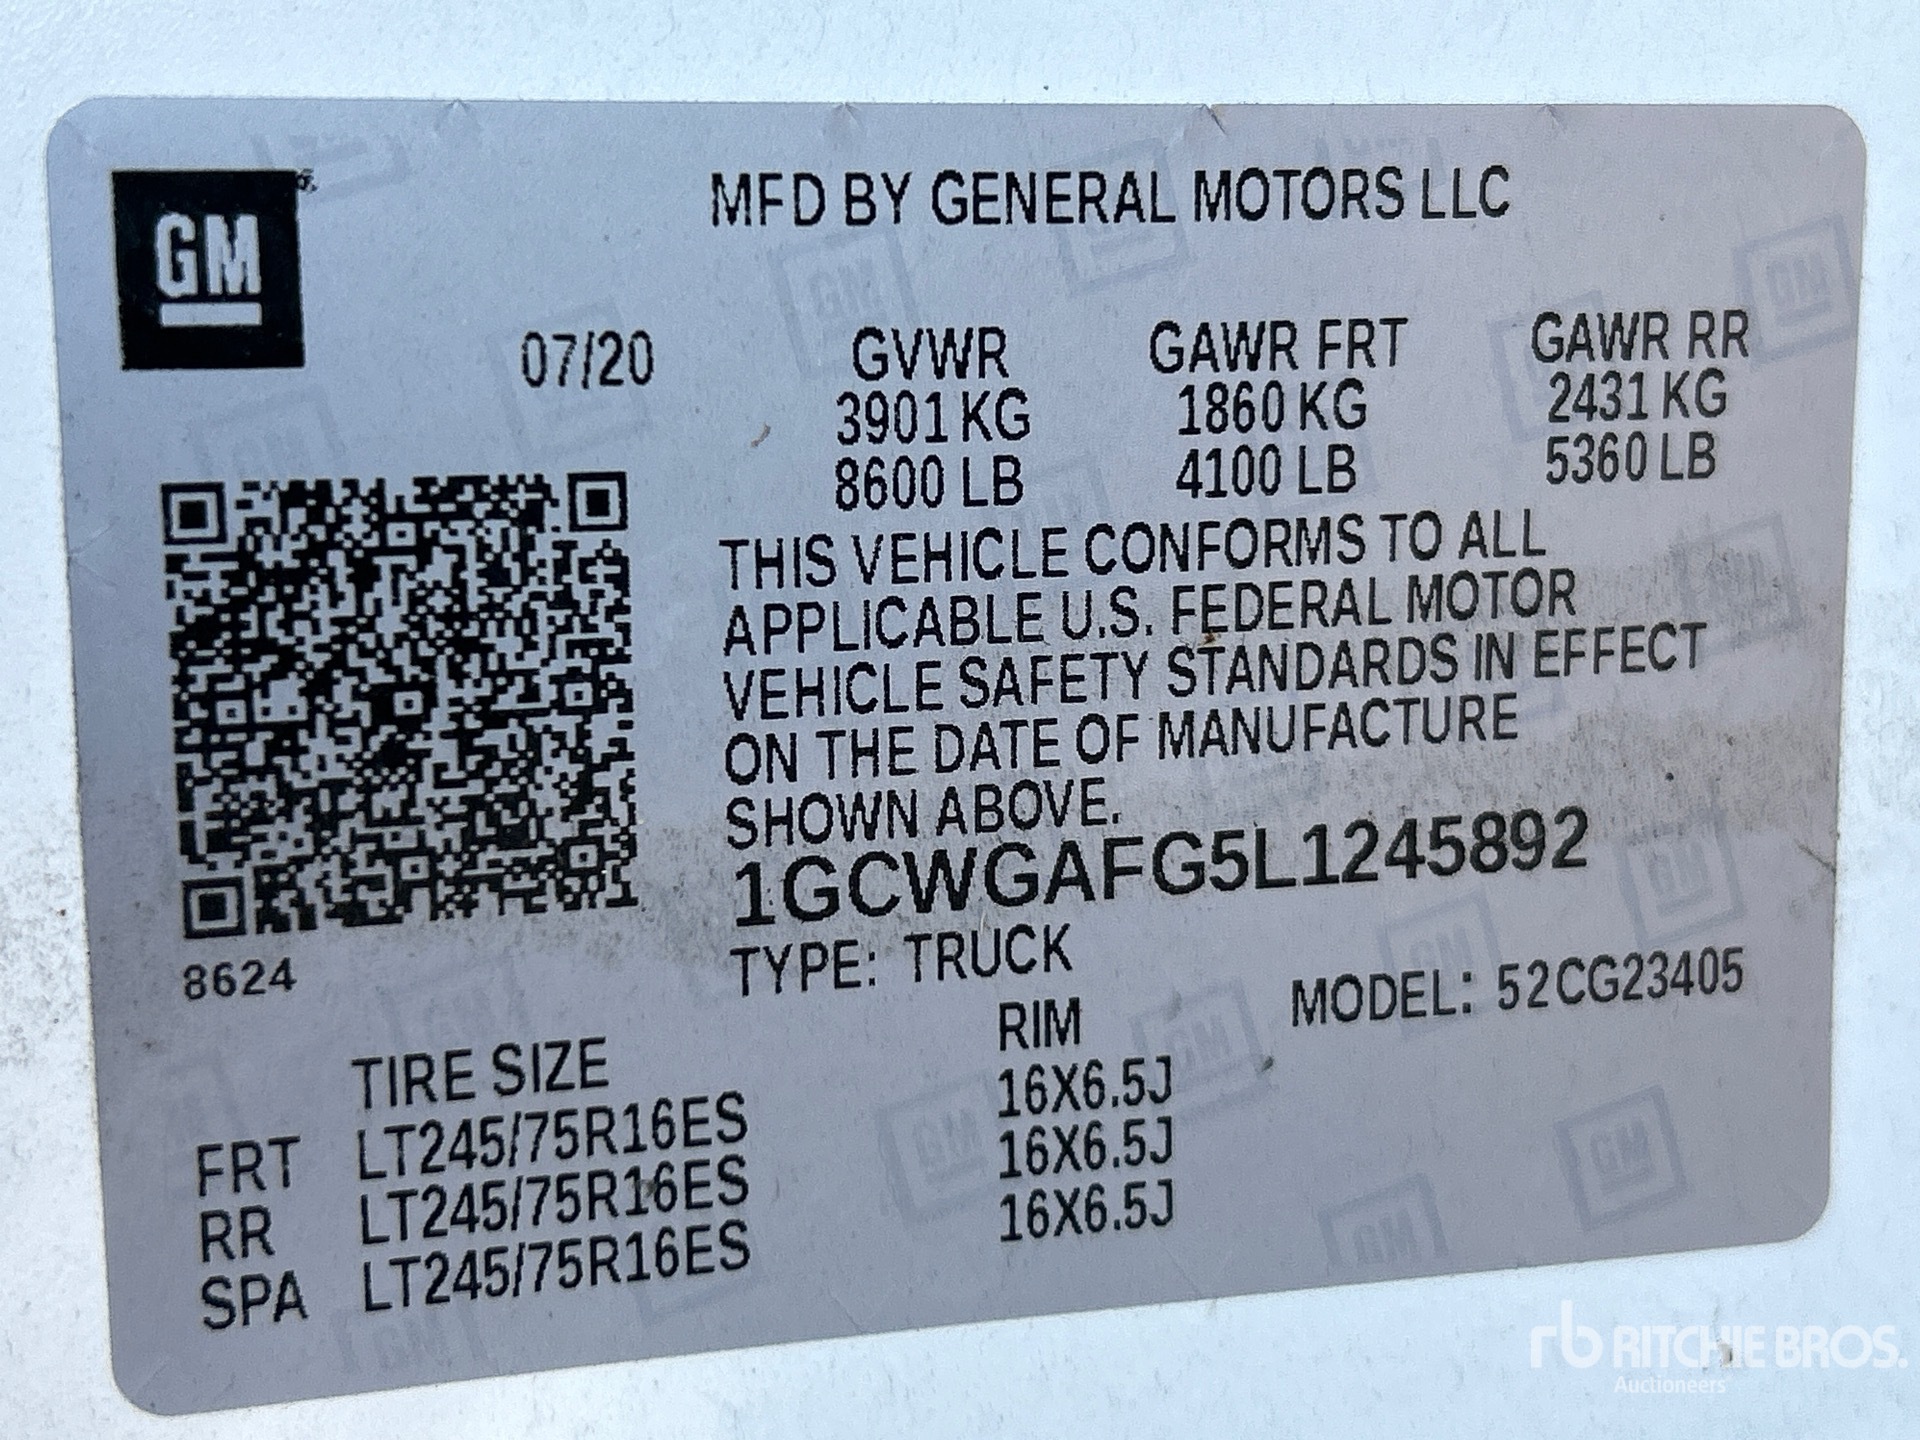 GM
MFD BY GENERAL MOTORS LLC
07/20
GVWR GAWR FRT GAWR RR
3901 KG 1860 KG 2431 KG
8600 LB 4100 LB 5360 LB
THIS VEHICLE CONFORMS TO ALL
APPLICABLE U.S. FEDERAL MOTOR
VEHICLE SAFETY STANDARDS IN EFFECT
ON THE DATE OF MANUFACTURE
SHOWN ABOVE.
1GCWGAFG5L1245892
8624
TYPE: TRUCK MODEL: 52CG23405
TIRE SIZE RIM
FRT LT245/75R16ES 16X6.5J
RR LT245/75R16ES 16X6.5J
SPA LT245/75R16ES 16X6.5J
rb RITCHIE BROS.
Auctioneers